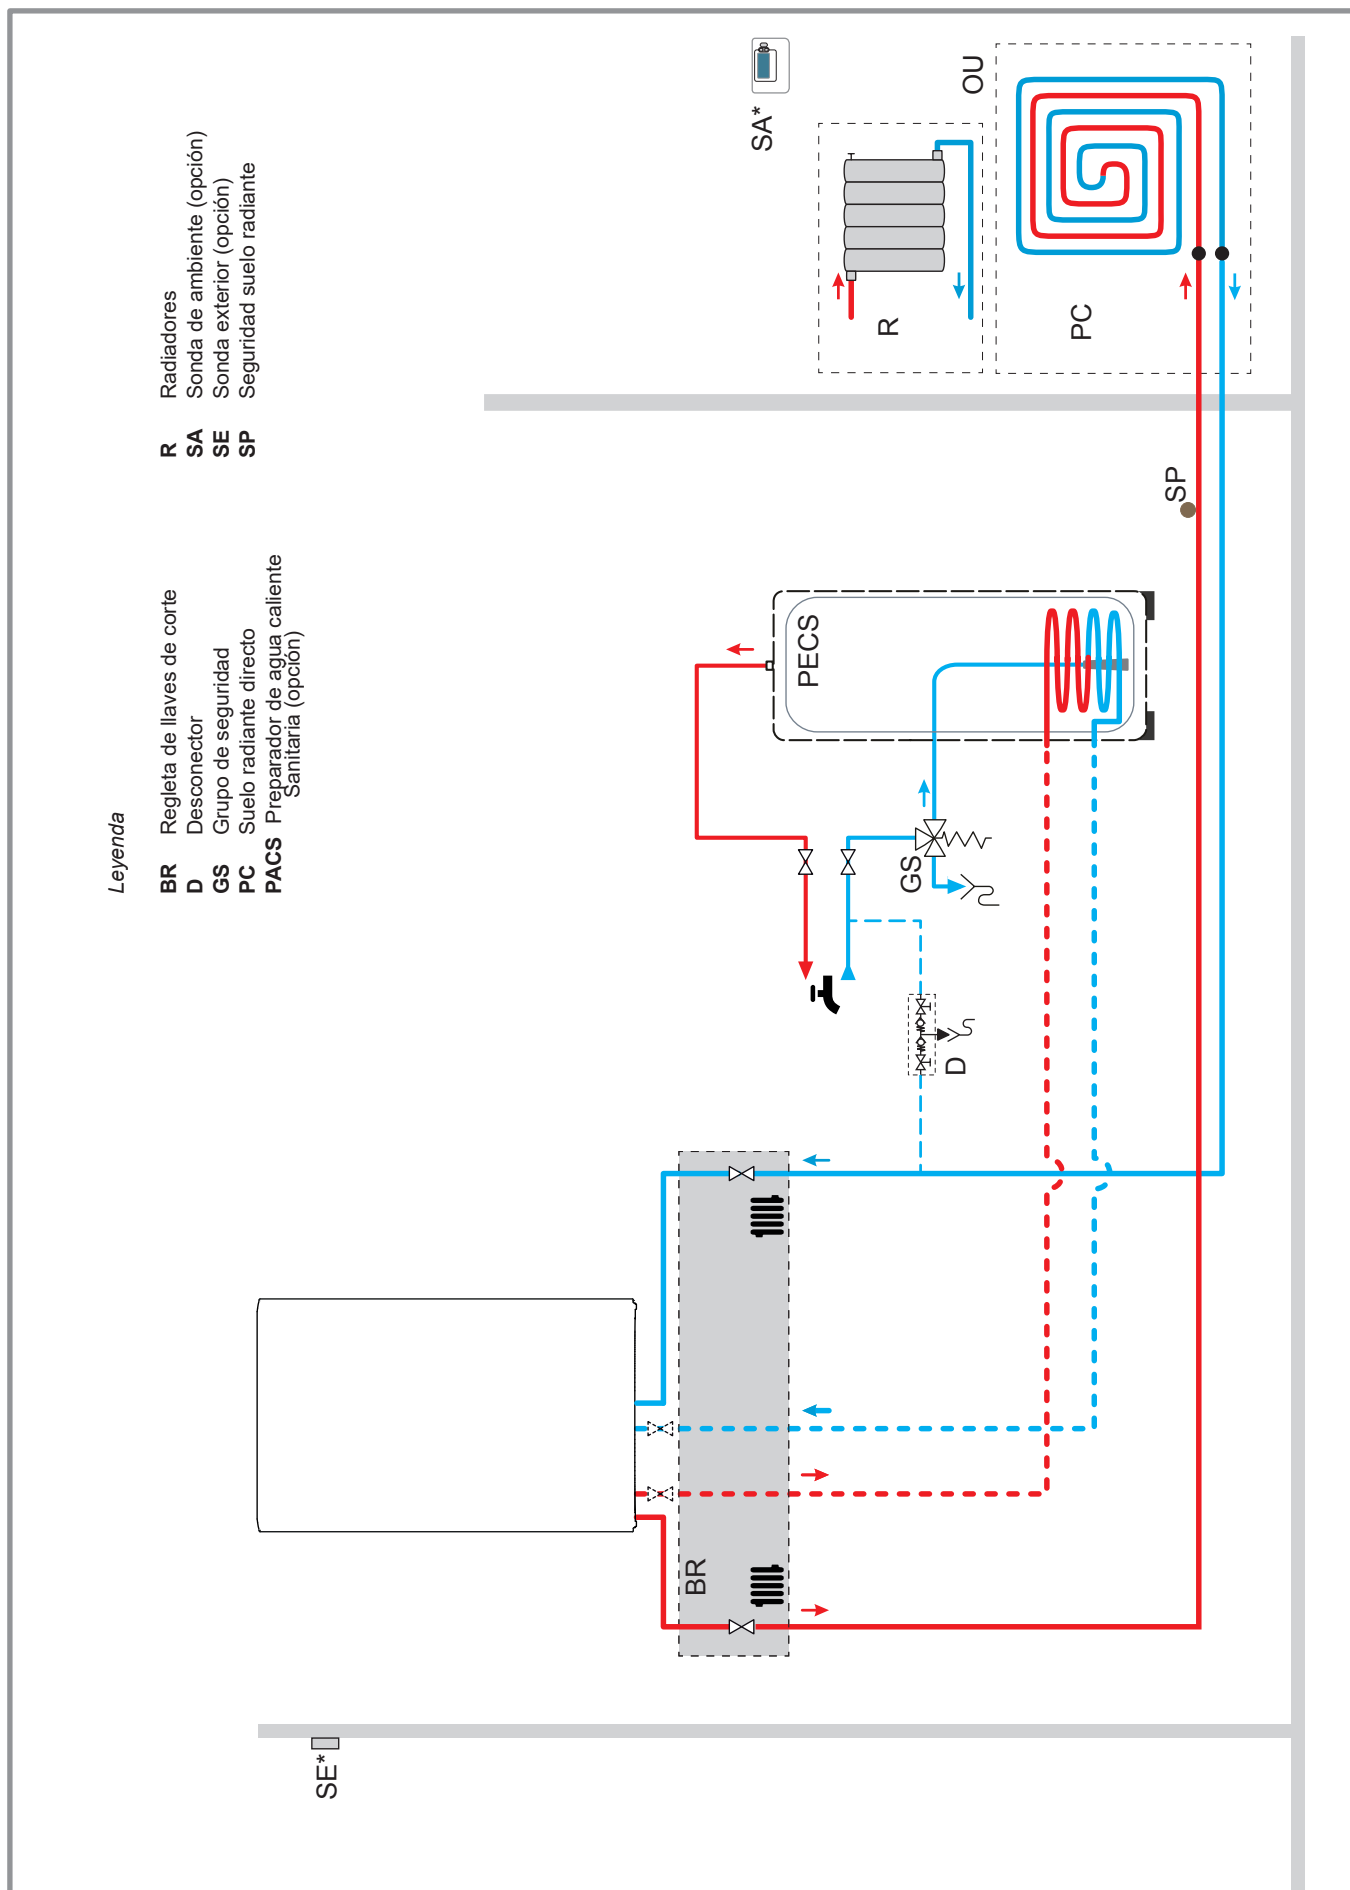 Leyenda
BR Regleta de llaves de corte
D Desconector
GS Grupo de seguridad
PC Suelo radiante directo
PACS Preparador de agua caliente
Sanitaria (opción)
R Radiadores
SA Sonda de ambiente (opción)
SE Sonda exterior (opción)
SP Seguridad suelo radiante
SE*
BR
D
GS
PECS
SP
SA*
R
OU
PC